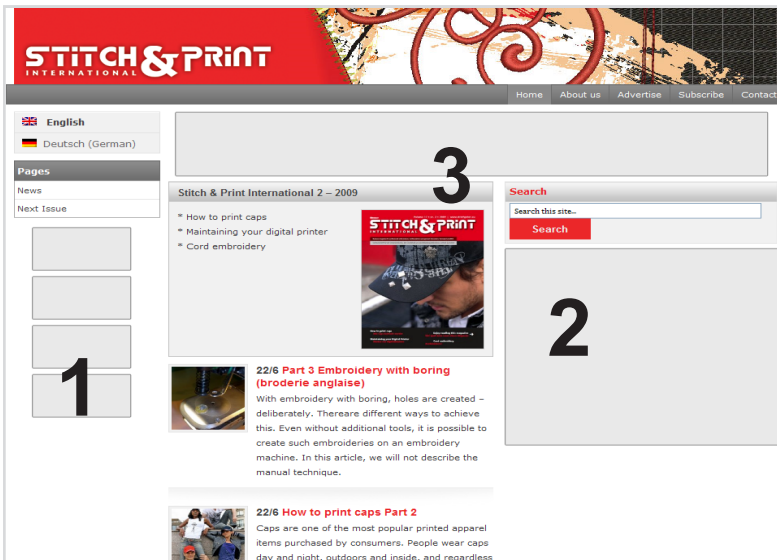 STITCH & PRINT
INTERNATIONAL
Home About us Advertise Subscribe Contact
English
Deutsch (German)
Pages
News
Next Issue
1
3
Stitch & Print International 2 – 2009
* How to print caps
* Maintaining your digital printer
* Cord embroidery
STITCH & PRINT
INTERNATIONAL
Search
Search this site..
Search
2
22/6 Part 3 Embroidery with boring
(broderie anglaise)
With embroidery with boring, holes are created –
deliberately. Thereare different ways to achieve
this. Even without additional tools, it is possible to
create such embroideries on an embroidery
machine. In this article, we will not describe the
manual technique.
22/6 How to print caps Part 2
Caps are one of the most popular printed apparel
items purchased by consumers. People wear caps
day and night, outdoors and inside, and regardless